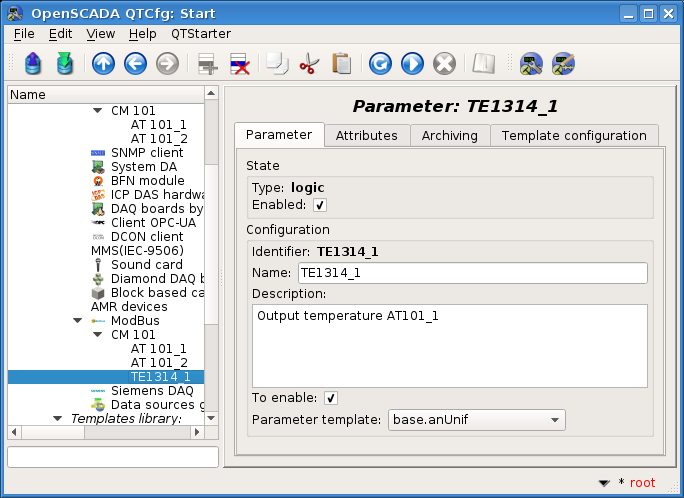 OpenSCADA QTCfg: Start
File Edit View Help QTStarter
Name
CM 101
AT 101_1
AT 101_2
SNMP client
System DA
BFN module
ICP DAS hardwa
DAQ boards by
Client OPC-UA
DCON client
MMS(IEC-9506)
Sound card
Diamond DAQ b
Block based ca
AMR devices
ModBus
CM 101
AT 101_1
AT 101_2
TE1314_1
Siemens DAQ
Data sources g
Templates library:
Parameter: TE1314_1
Parameter Attributes Archiving Template configuration
State
Type: logic
Enabled:
Configuration
Identifier: TE1314_1
Name: TE1314_1
Description:
Output temperature AT101_1
To enable:
Parameter template: base.anUnif
* root